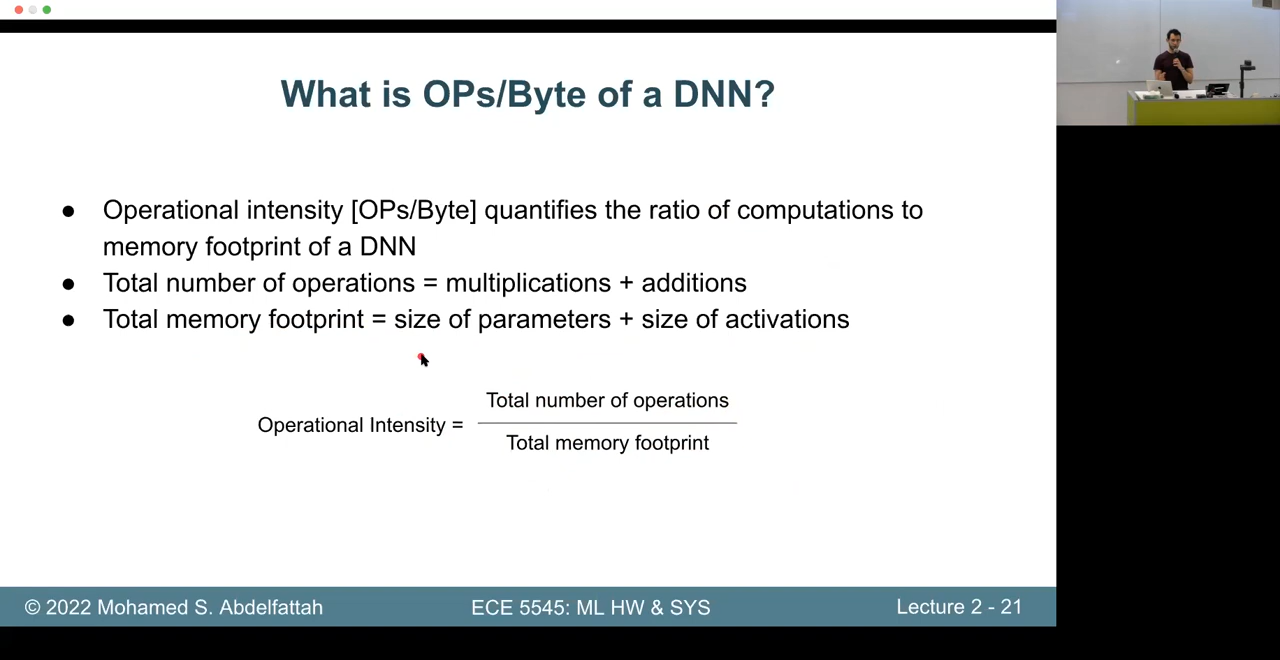 What is OPs/Byte of a DNN?
● Operational intensity [OPs/Byte] quantifies the ratio of computations to
memory footprint of a DNN
● Total number of operations = multiplications + additions
● Total memory footprint = size of parameters + size of activations
Operational Intensity =
Total number of operations
Total memory footprint
© 2022 Mohamed S. Abdelfattah
ECE 5545: ML HW & SYS
Lecture 2 - 21